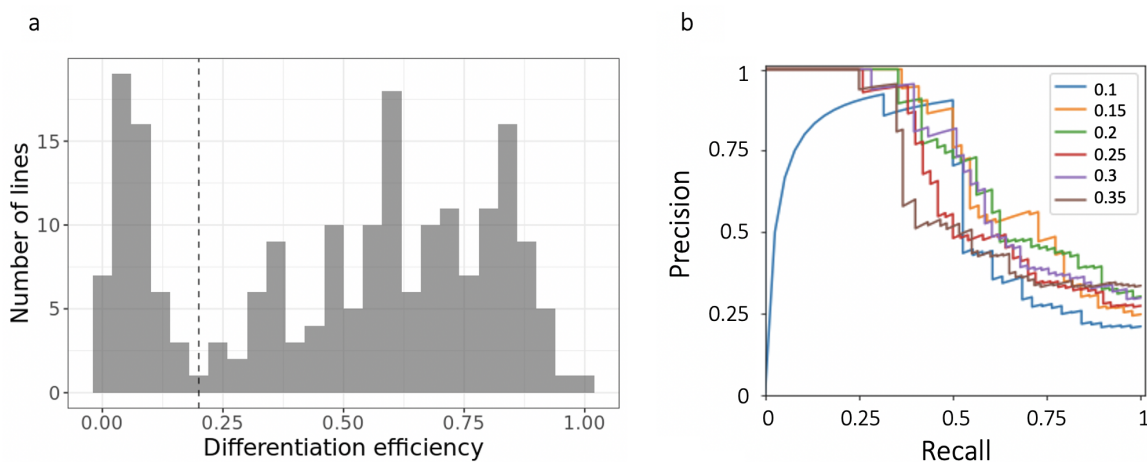 a
Number of lines
15
10
5
0
0.00 0.25 0.50 0.75 1.00
Differentiation efficiency
b
Precision
1
0.75
0.5
0.25
0
0 0.25 0.5 0.75 1
Recall
0.1
0.15
0.2
0.25
0.3
0.35